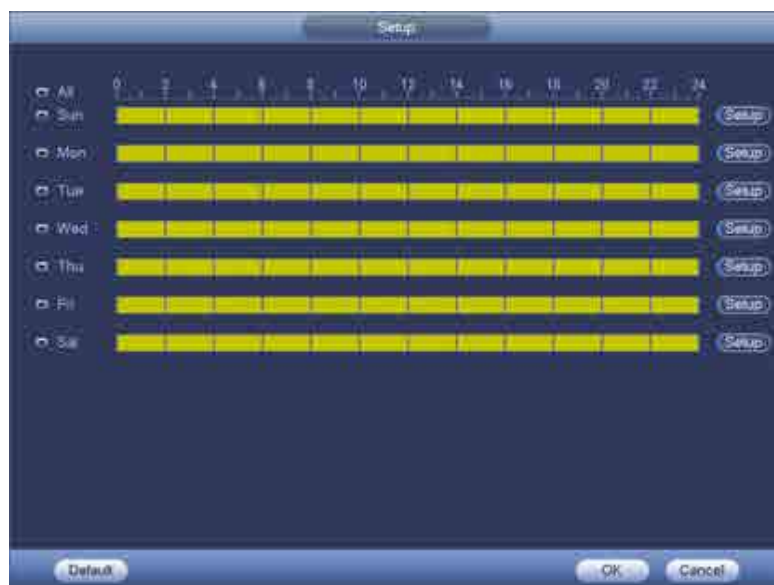 Setup
All 0 2 4 6 8 10 12 14 16 18 20 22 24
Sun Setup
Mon Setup
Tue Setup
Wed Setup
Thu Setup
Fri Setup
Sat Setup
Default OK Cancel